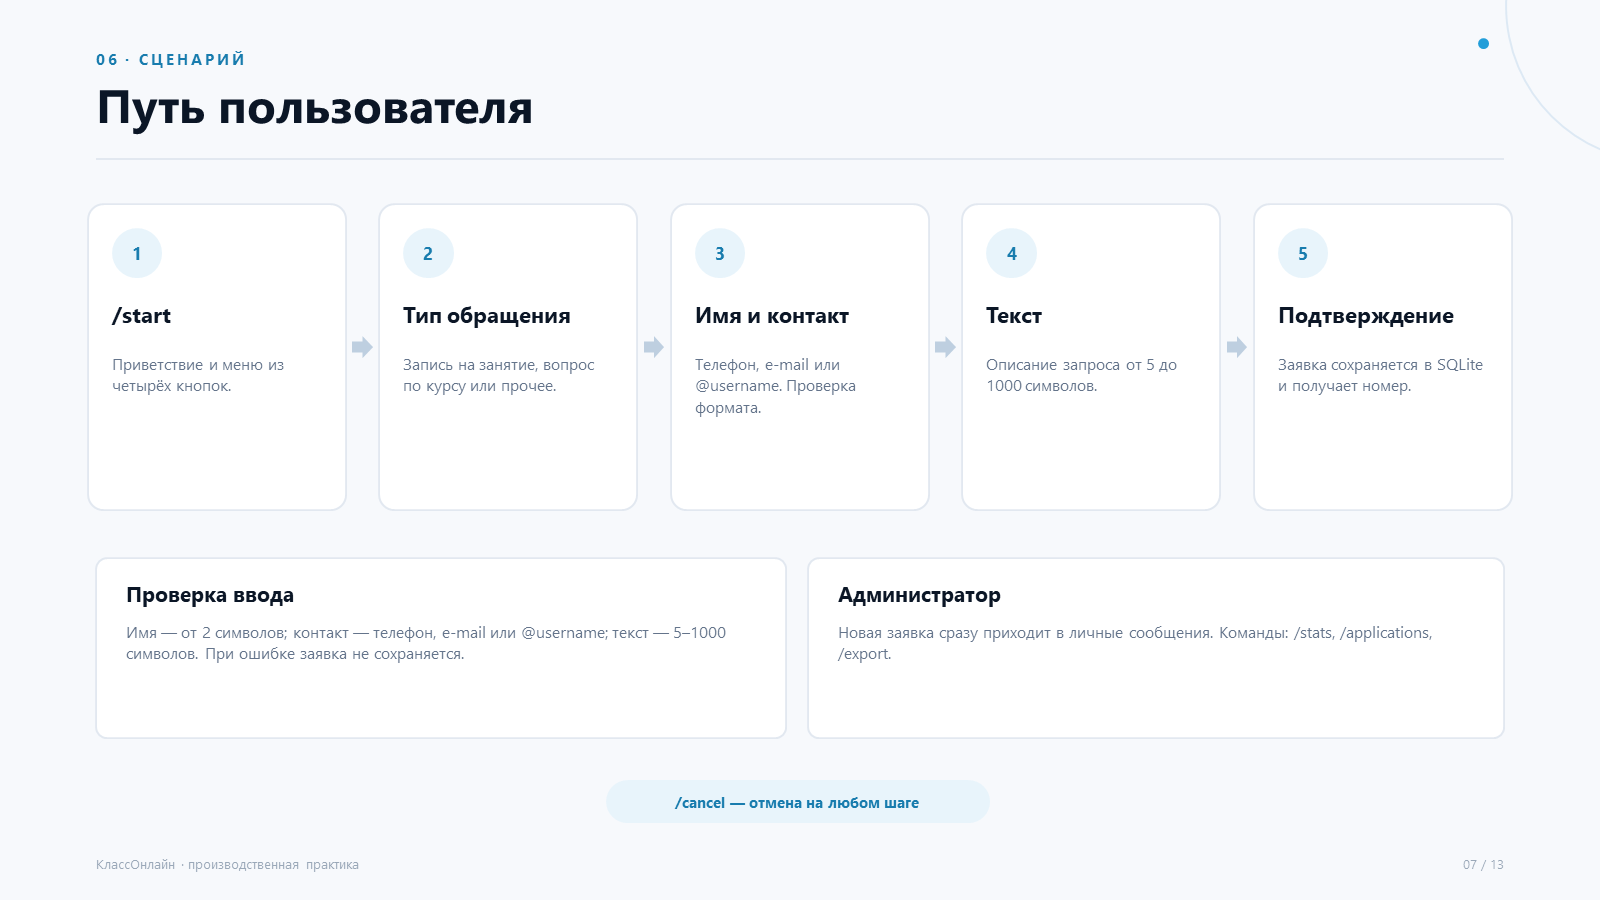 06 · СЦЕНАРИЙ
Путь пользователя
1
/start
Приветствие и меню из
четырёх кнопок.
2
Тип обращения
Запись на занятие, вопрос
по курсу или прочее.
3
Имя и контакт
Телефон, e-mail или
@username. Проверка
формата.
4
Текст
Описание запроса от 5 до
1000 символов.
5
Подтверждение
Заявка сохраняется в SQLite
и получает номер.
Проверка ввода
Имя — от 2 символов; контакт — телефон, e-mail или @username; текст — 5–1000
символов. При ошибке заявка не сохраняется.
Администратор
Новая заявка сразу приходит в личные сообщения. Команды: /stats, /applications,
/export.
/cancel — отмена на любом шаге
КлассОнлайн · производственная практика
07 / 13